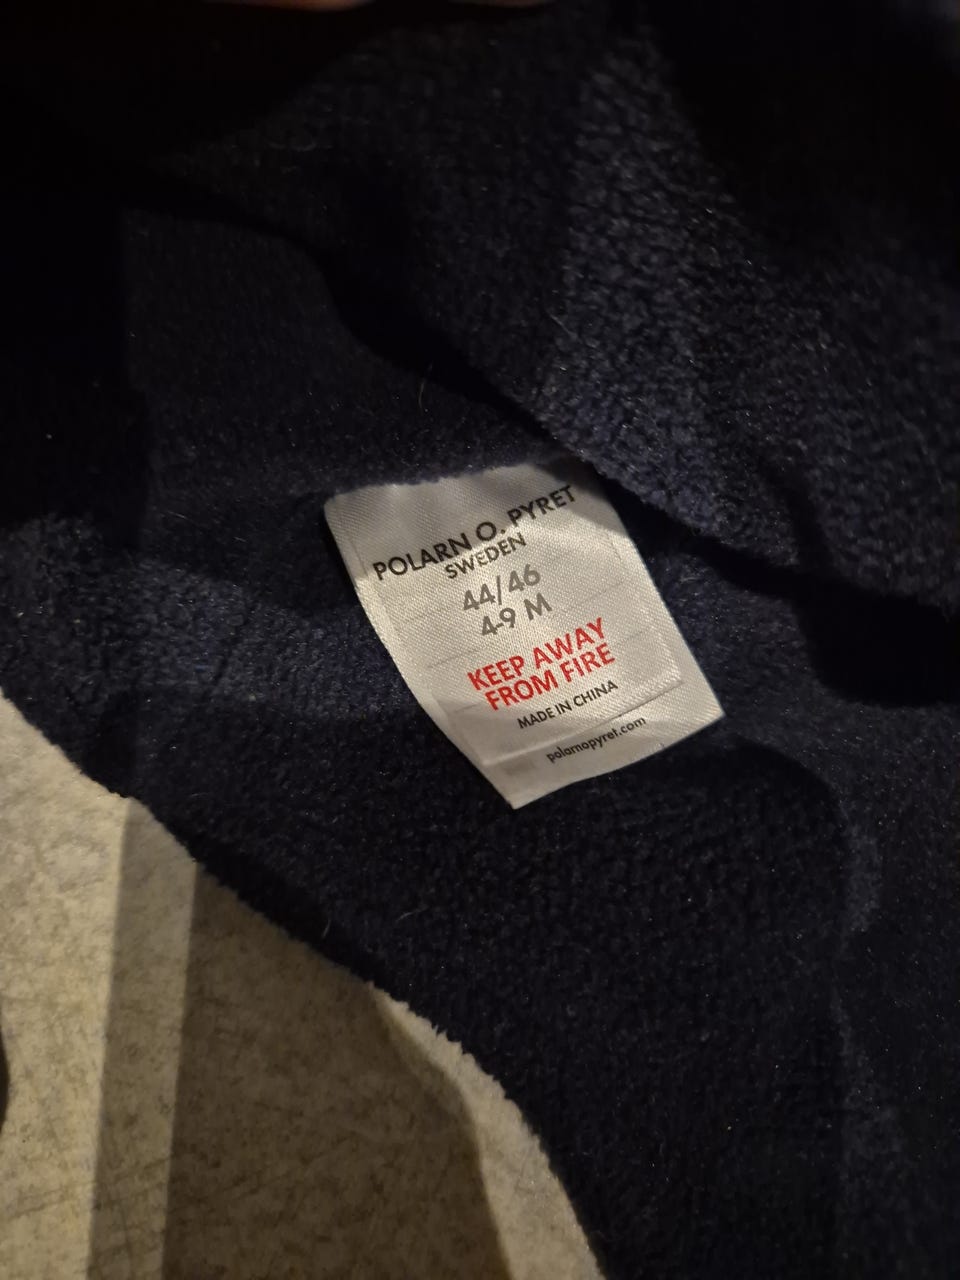 POLARN O. PYRET
SWEDEN
44/46
4-9 M
KEEP AWAY
FROM FIRE
MADE IN CHINA
polarnopyret.com